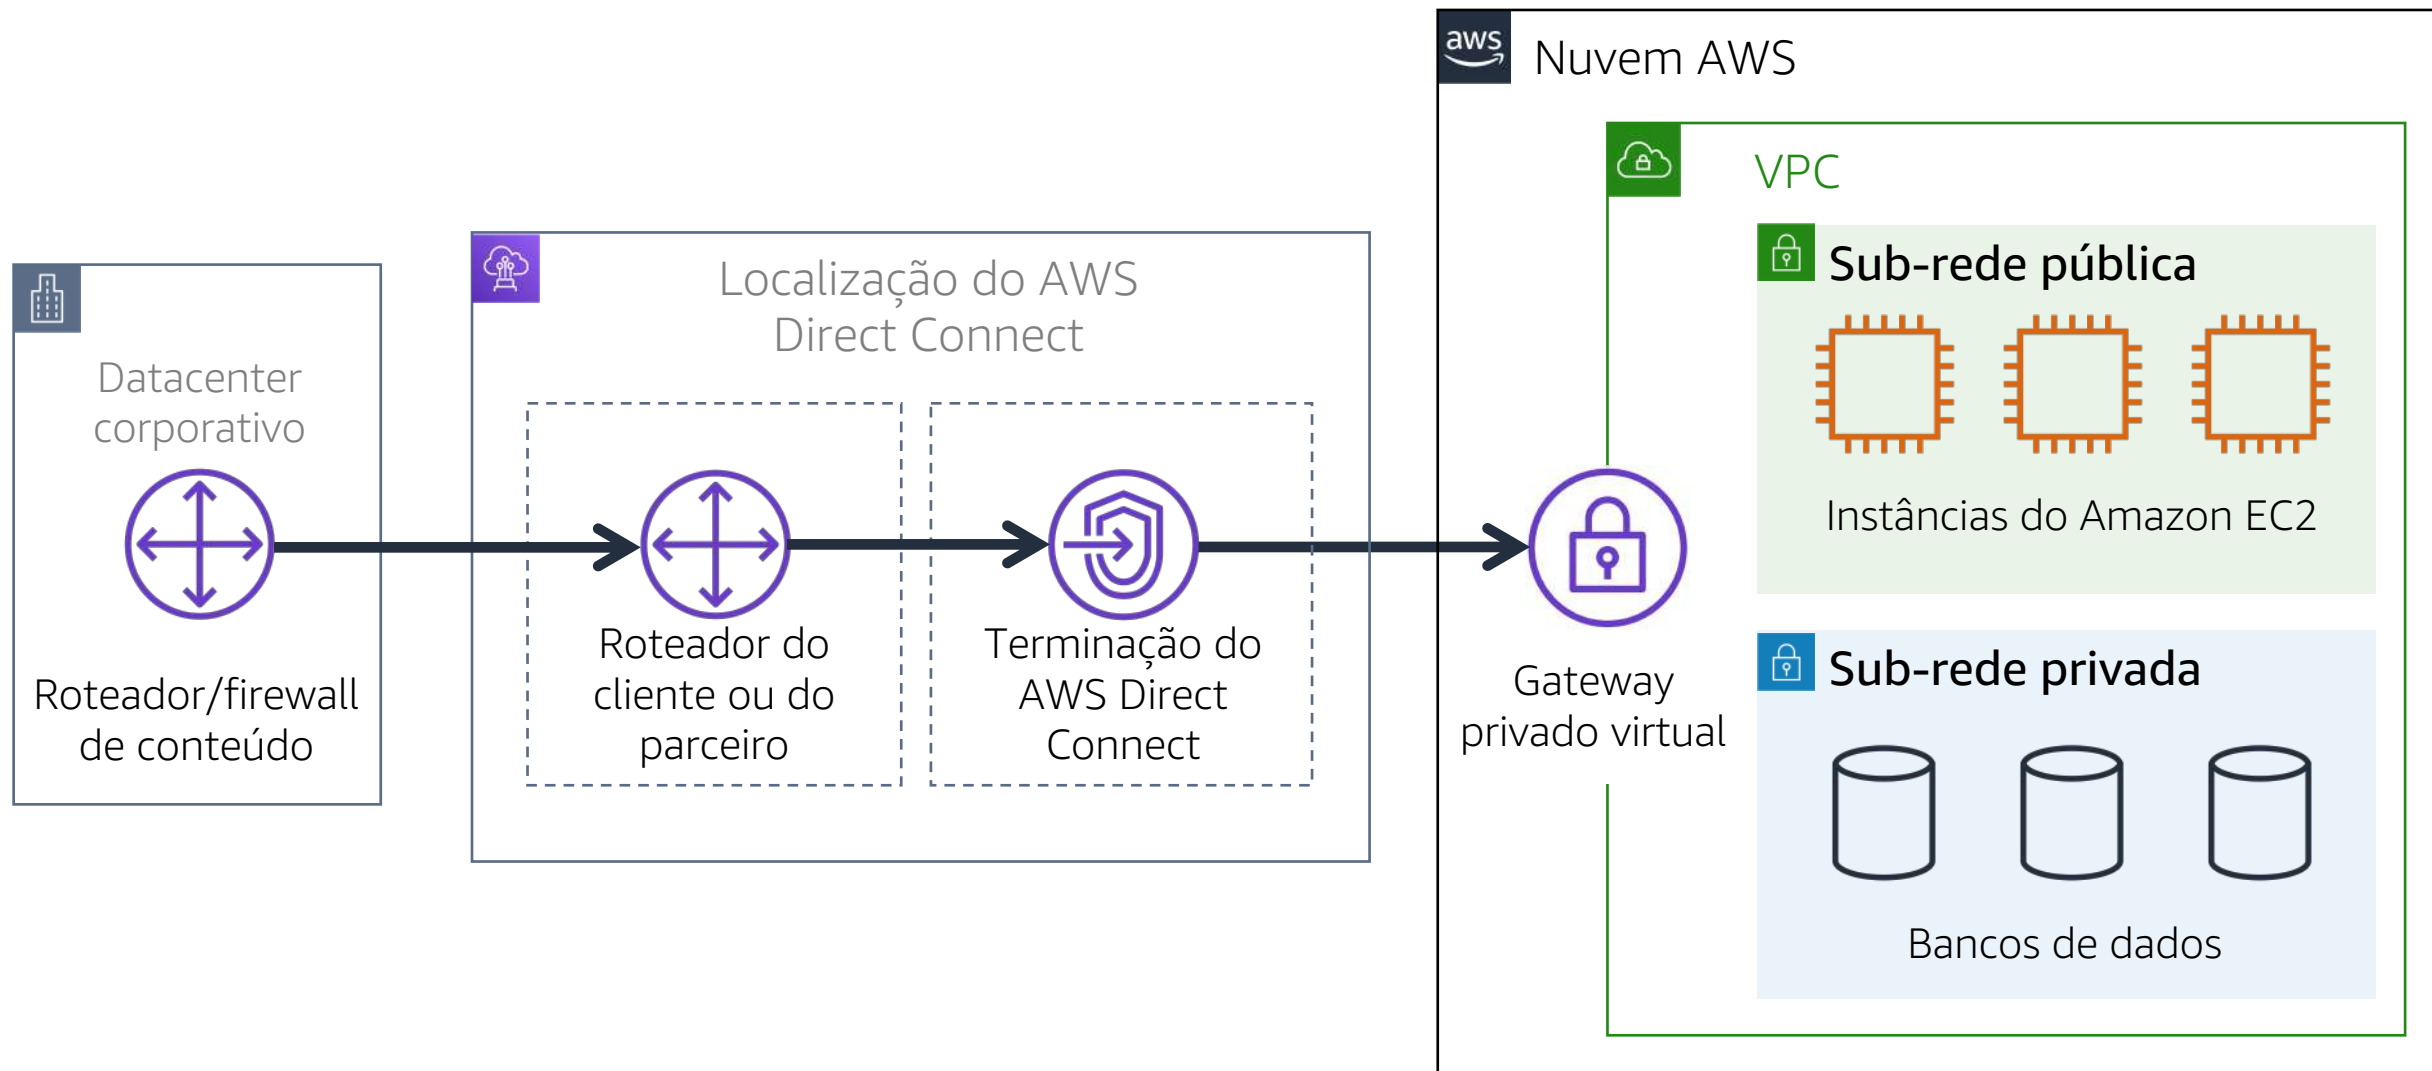 aws
Nuvem AWS
VPC
Sub-rede pública
Instâncias do Amazon EC2
Sub-rede privada
Bancos de dados
Gateway
privado virtual
Localização do AWS
Direct Connect
Roteador do
cliente ou do
parceiro
Terminação do
AWS Direct
Connect
Datacenter
corporativo
Roteador/firewall
de conteúdo